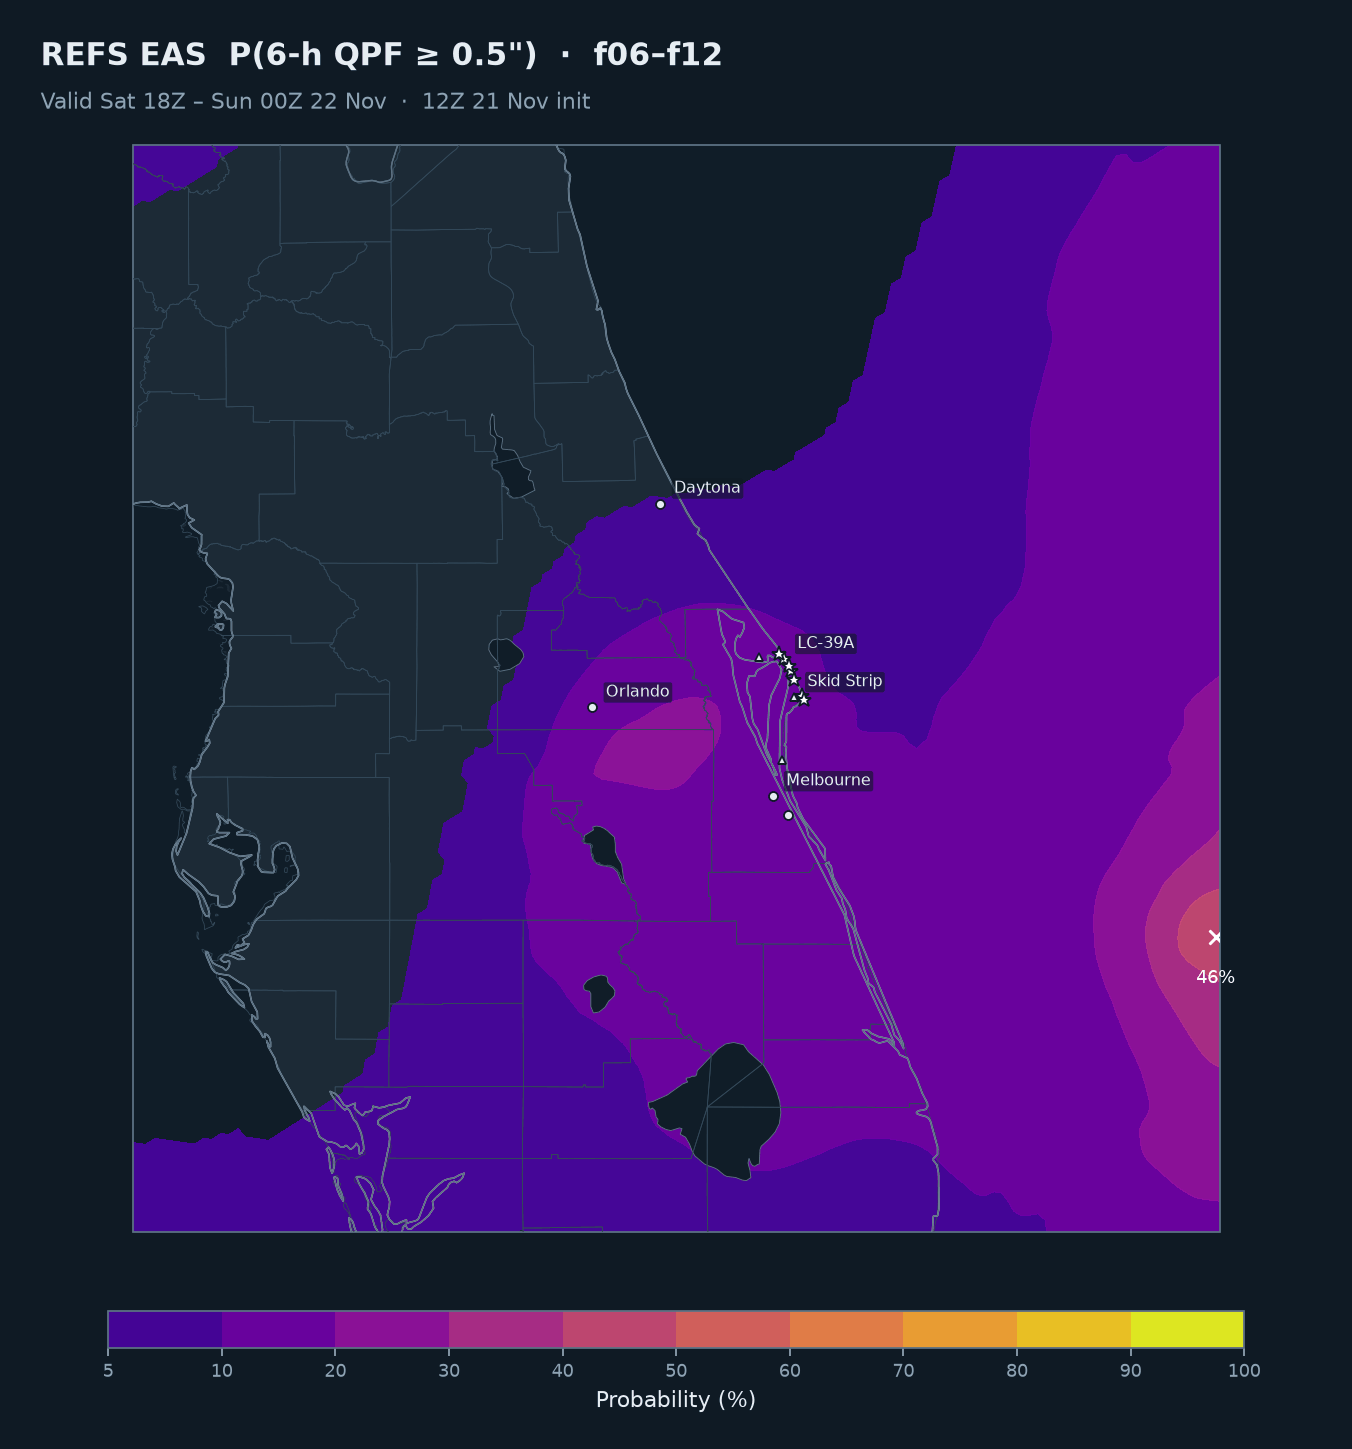 REFS EAS P(6-h QPF ≥ 0.5") · f06–f12
Valid Sat 18Z – Sun 00Z 22 Nov · 12Z 21 Nov init
Daytona
LC-39A
Skid Strip
Orlando
Melbourne
46%
5 10 20 30 40 50 60 70 80 90 100
Probability (%)